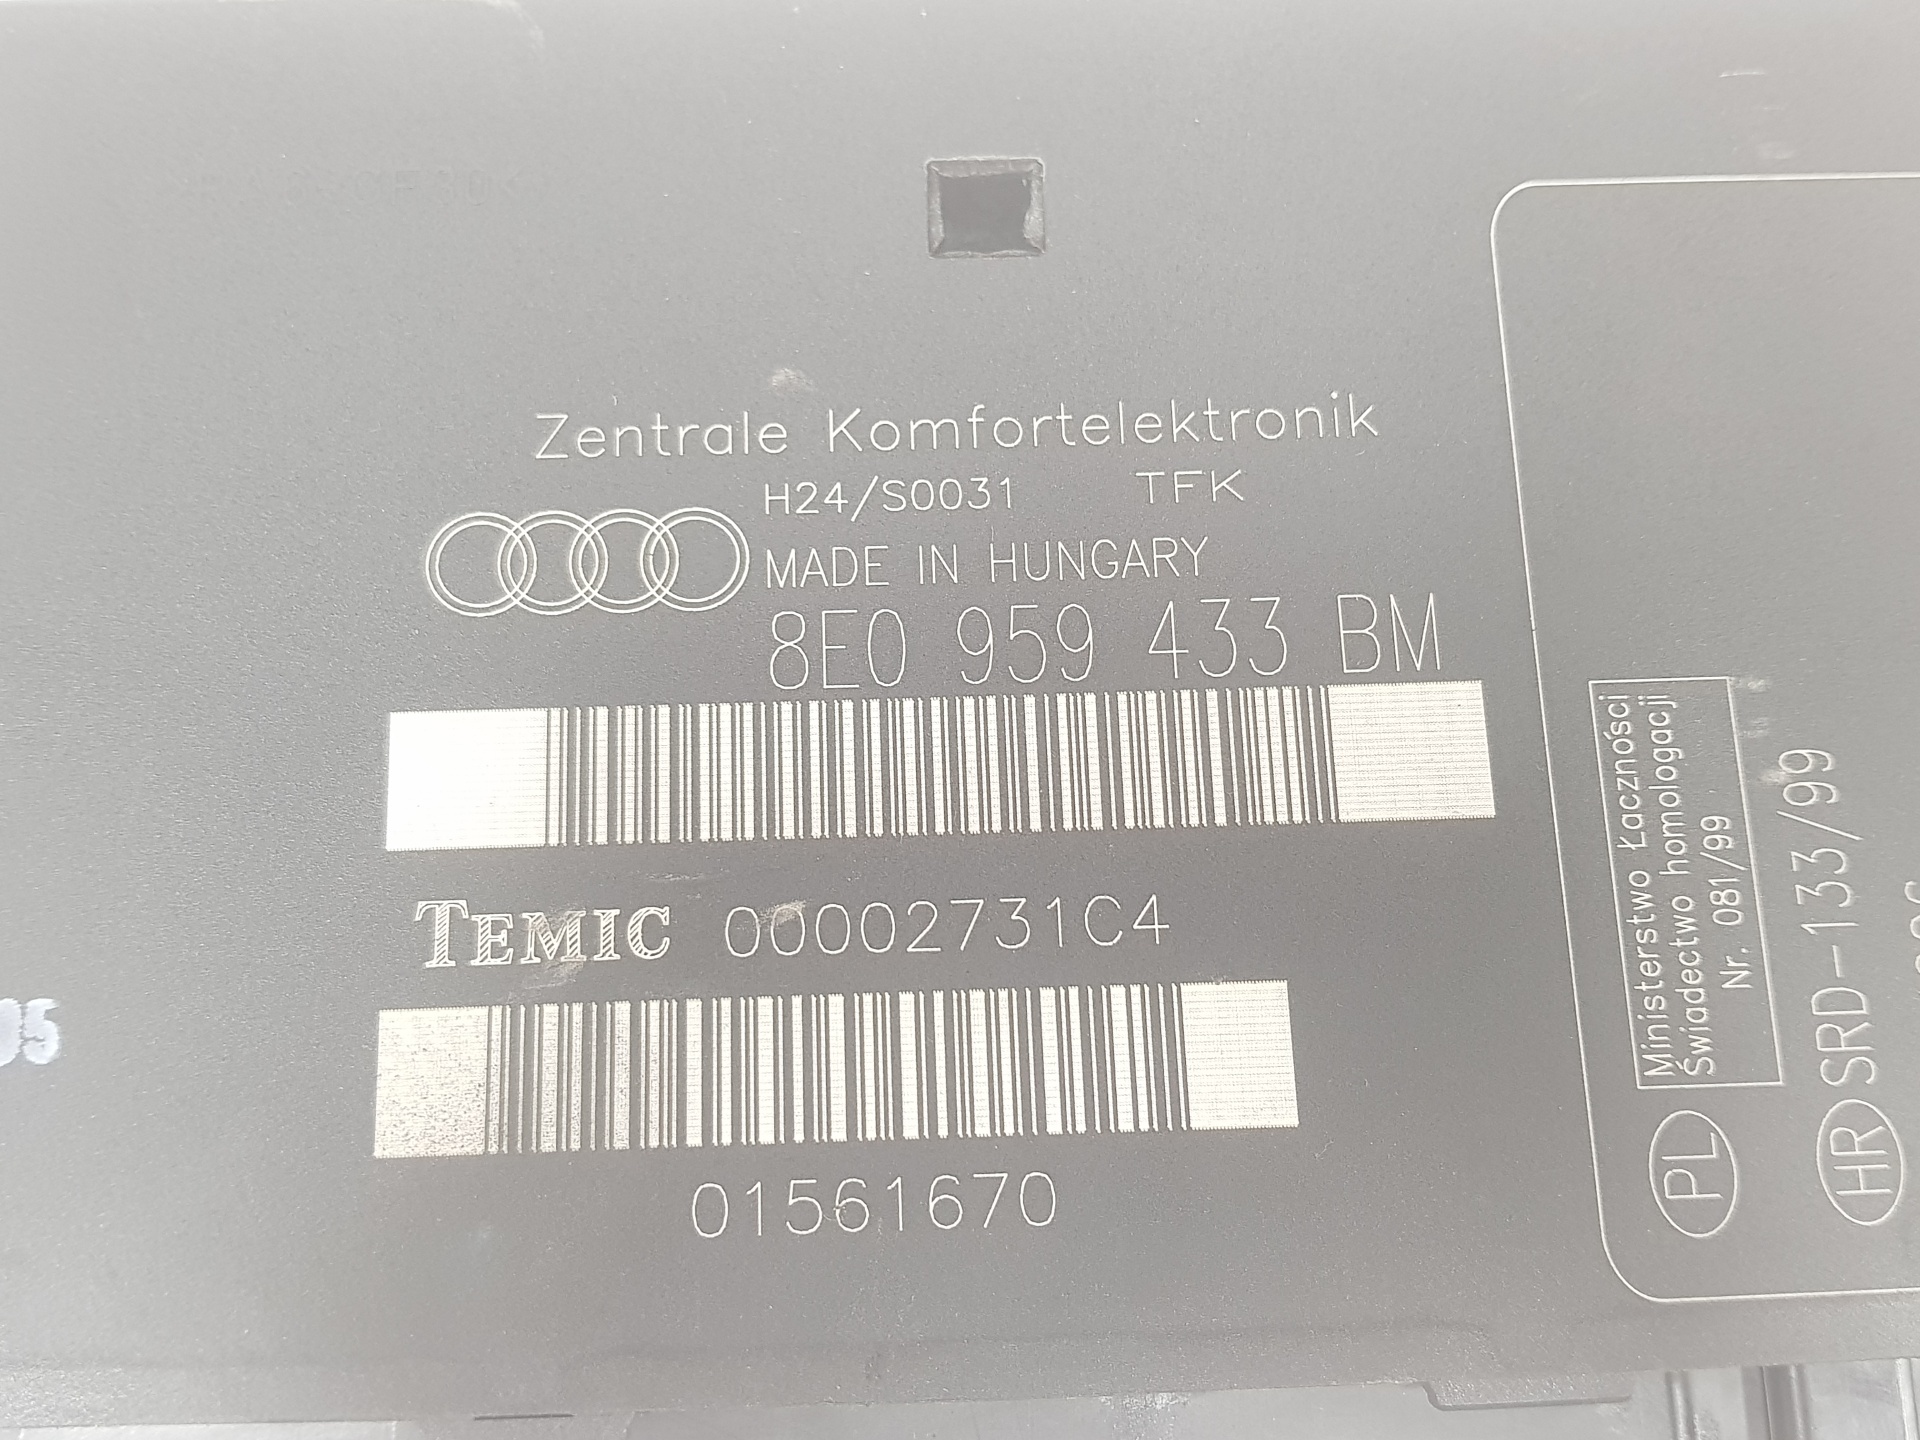 Zentrale Komfortelektronik
H24/S0031 TFK
MADE IN HUNGARY
8E0 959 433 BM
TEMIC 00002731C4
01561670
05
Ministerstwo Łączności
Świadectwo homologacji
Nr. 081/99
PL
HR SRD-133/99